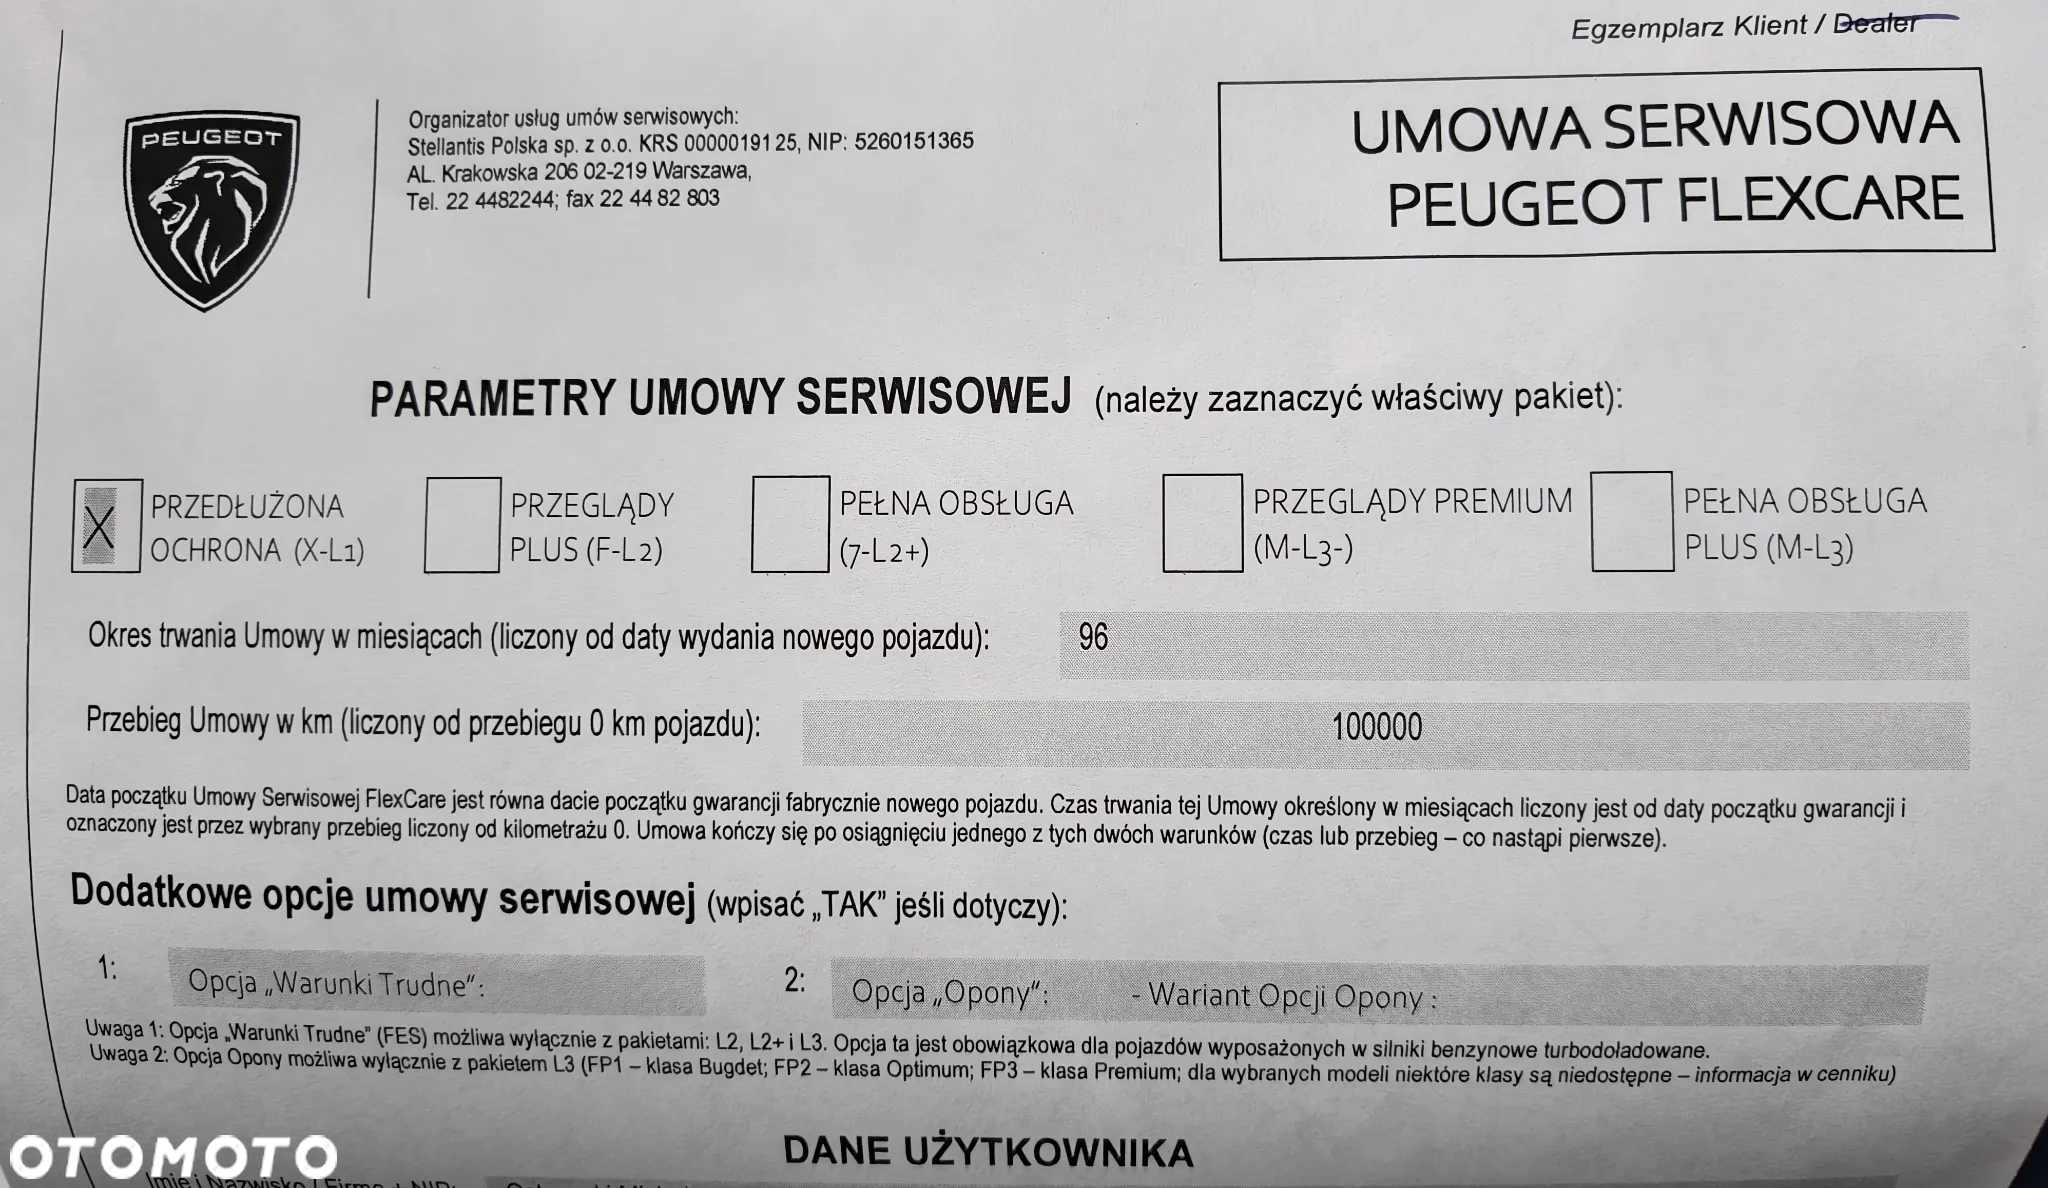 Egzemplarz Klient / Dealer
PEUGEOT
Organizator usług umów serwisowych:
Stellantis Polska sp. z o.o. KRS 0000019125, NIP: 5260151365
AL. Krakowska 206 02-219 Warszawa,
Tel. 22 4482244; fax 22 44 82 803
UMOWA SERWISOWA
PEUGEOT FLEXCARE
PARAMETRY UMOWY SERWISOWEJ (należy zaznaczyć właściwy pakiet):
X PRZEDŁUŻONA OCHRONA (X-L1)
PRZEGLĄDY PLUS (F-L2)
PEŁNA OBSŁUGA (7-L2+)
PRZEGLĄDY PREMIUM (M-L3-)
PEŁNA OBSŁUGA PLUS (M-L3)
Okres trwania Umowy w miesiącach (liczony od daty wydania nowego pojazdu): 96
Przebieg Umowy w km (liczony od przebiegu 0 km pojazdu): 100000
Data początku Umowy Serwisowej FlexCare jest równa dacie początku gwarancji fabrycznie nowego pojazdu. Czas trwania tej Umowy określony w miesiącach liczony jest od daty początku gwarancji i
oznaczony jest przez wybrany przebieg liczony od kilometrażu 0. Umowa kończy się po osiągnięciu jednego z tych dwóch warunków (czas lub przebieg – co nastąpi pierwsze).
Dodatkowe opcje umowy serwisowej (wpisać „TAK” jeśli dotyczy):
1: Opcja „Warunki Trudne”: 2: Opcja „Opony”: - Wariant Opcji Opony :
Uwaga 1: Opcja „Warunki Trudne” (FES) możliwa wyłącznie z pakietami: L2, L2+ i L3. Opcja ta jest obowiązkowa dla pojazdów wyposażonych w silniki benzynowe turbodoładowane.
Uwaga 2: Opcja Opony możliwa wyłącznie z pakietem L3 (FP1 – klasa Bugdet; FP2 – klasa Optimum; FP3 – klasa Premium; dla wybranych modeli niektóre klasy są niedostępne – informacja w cenniku)
DANE UŻYTKOWNIKA
OTOMOTO